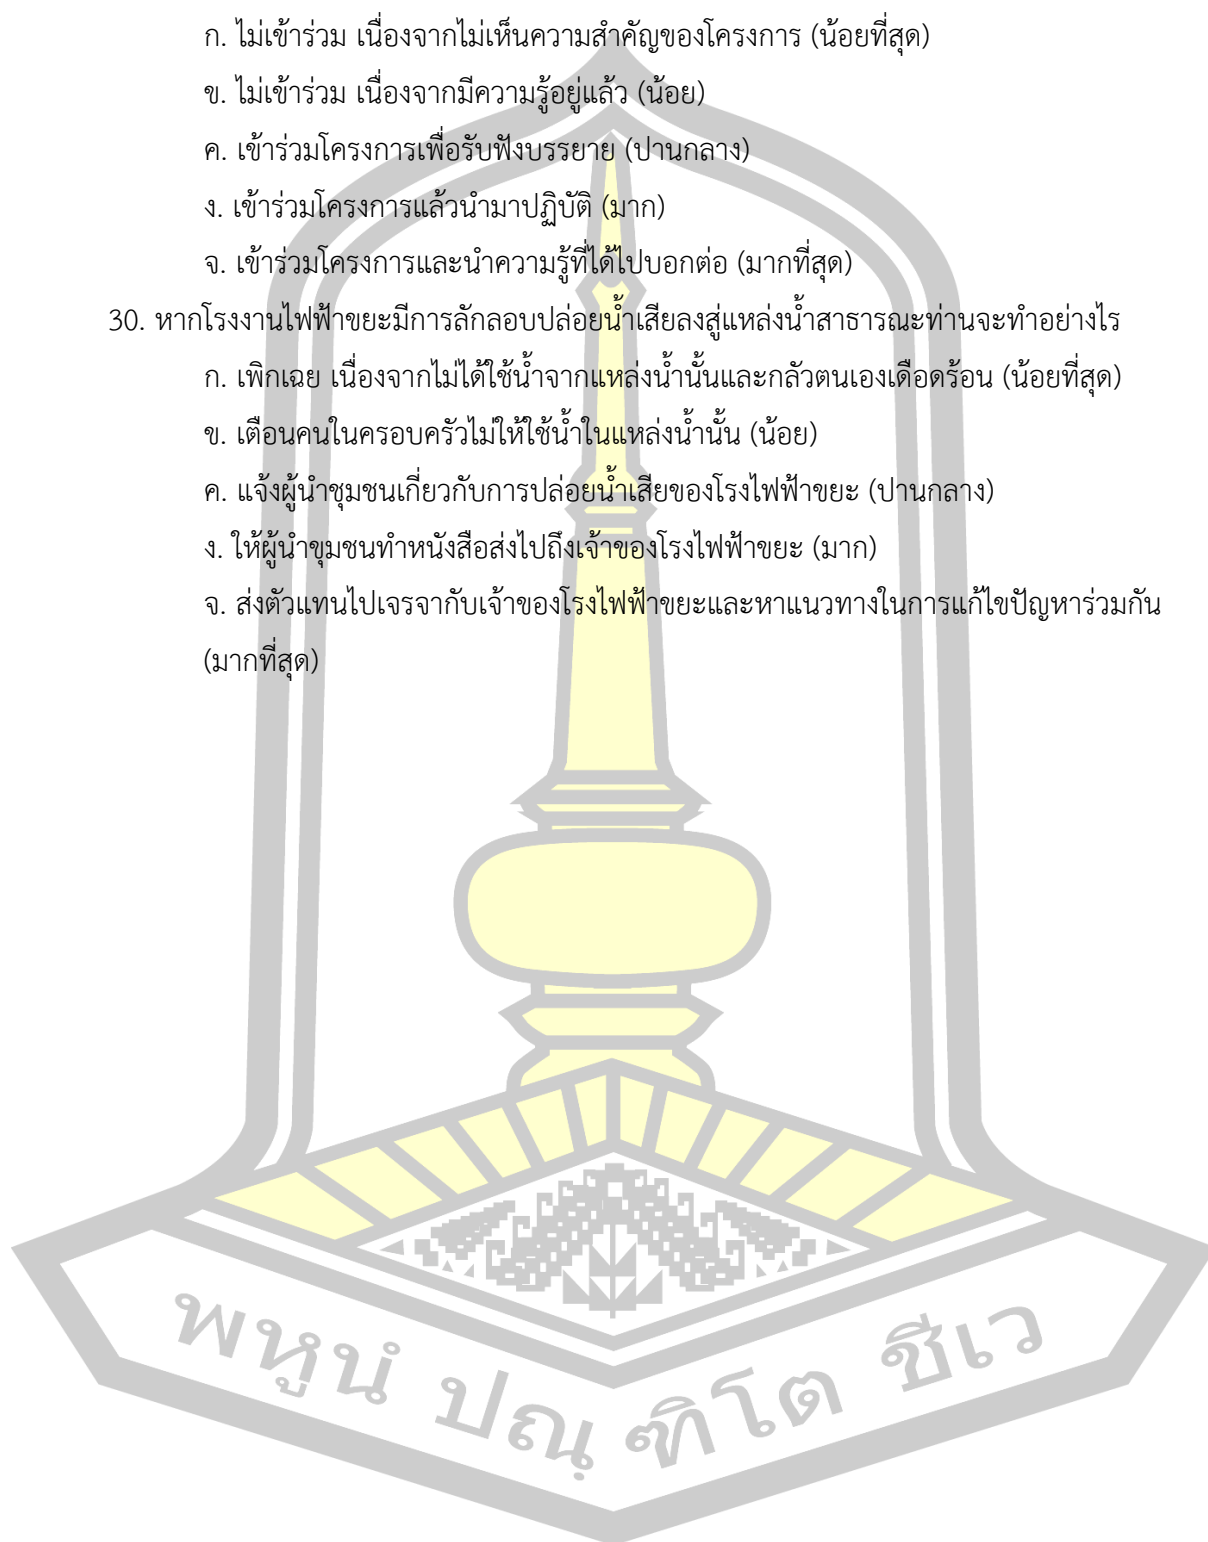 ก. ไม่เข้าร่วม เนื่องจากไม่เห็นความสำคัญของโครงการ (น้อยที่สุด)
ข. ไม่เข้าร่วม เนื่องจากมีความรู้อยู่แล้ว (น้อย)
ค. เข้าร่วมโครงการเพื่อรับฟังบรรยาย (ปานกลาง)
ง. เข้าร่วมโครงการแล้วนำมาปฏิบัติ (มาก)
จ. เข้าร่วมโครงการและนำความรู้ที่ได้ไปบอกต่อ (มากที่สุด)
30. หากโรงงานไฟฟ้าขยะมีการลักลอบปล่อยน้ำเสียลงสู่แหล่งน้ำสาธารณะท่านจะทำอย่างไร
ก. เพิกเฉย เนื่องจากไม่ได้ใช้น้ำจากแหล่งน้ำนั้นและกลัวตนเองเดือดร้อน (น้อยที่สุด)
ข. เตือนคนในครอบครัวไม่ให้ใช้น้ำในแหล่งน้ำนั้น (น้อย)
ค. แจ้งผู้นำชุมชนเกี่ยวกับการปล่อยน้ำเสียของโรงไฟฟ้าขยะ (ปานกลาง)
ง. ให้ผู้นำขุมชนทำหนังสือส่งไปถึงเจ้าของโรงไฟฟ้าขยะ (มาก)
จ. ส่งตัวแทนไปเจรจากับเจ้าของโรงไฟฟ้าขยะและหาแนวทางในการแก้ไขปัญหาร่วมกัน
(มากที่สุด)
พหูนํ ปณฺฑิโต ชีเว